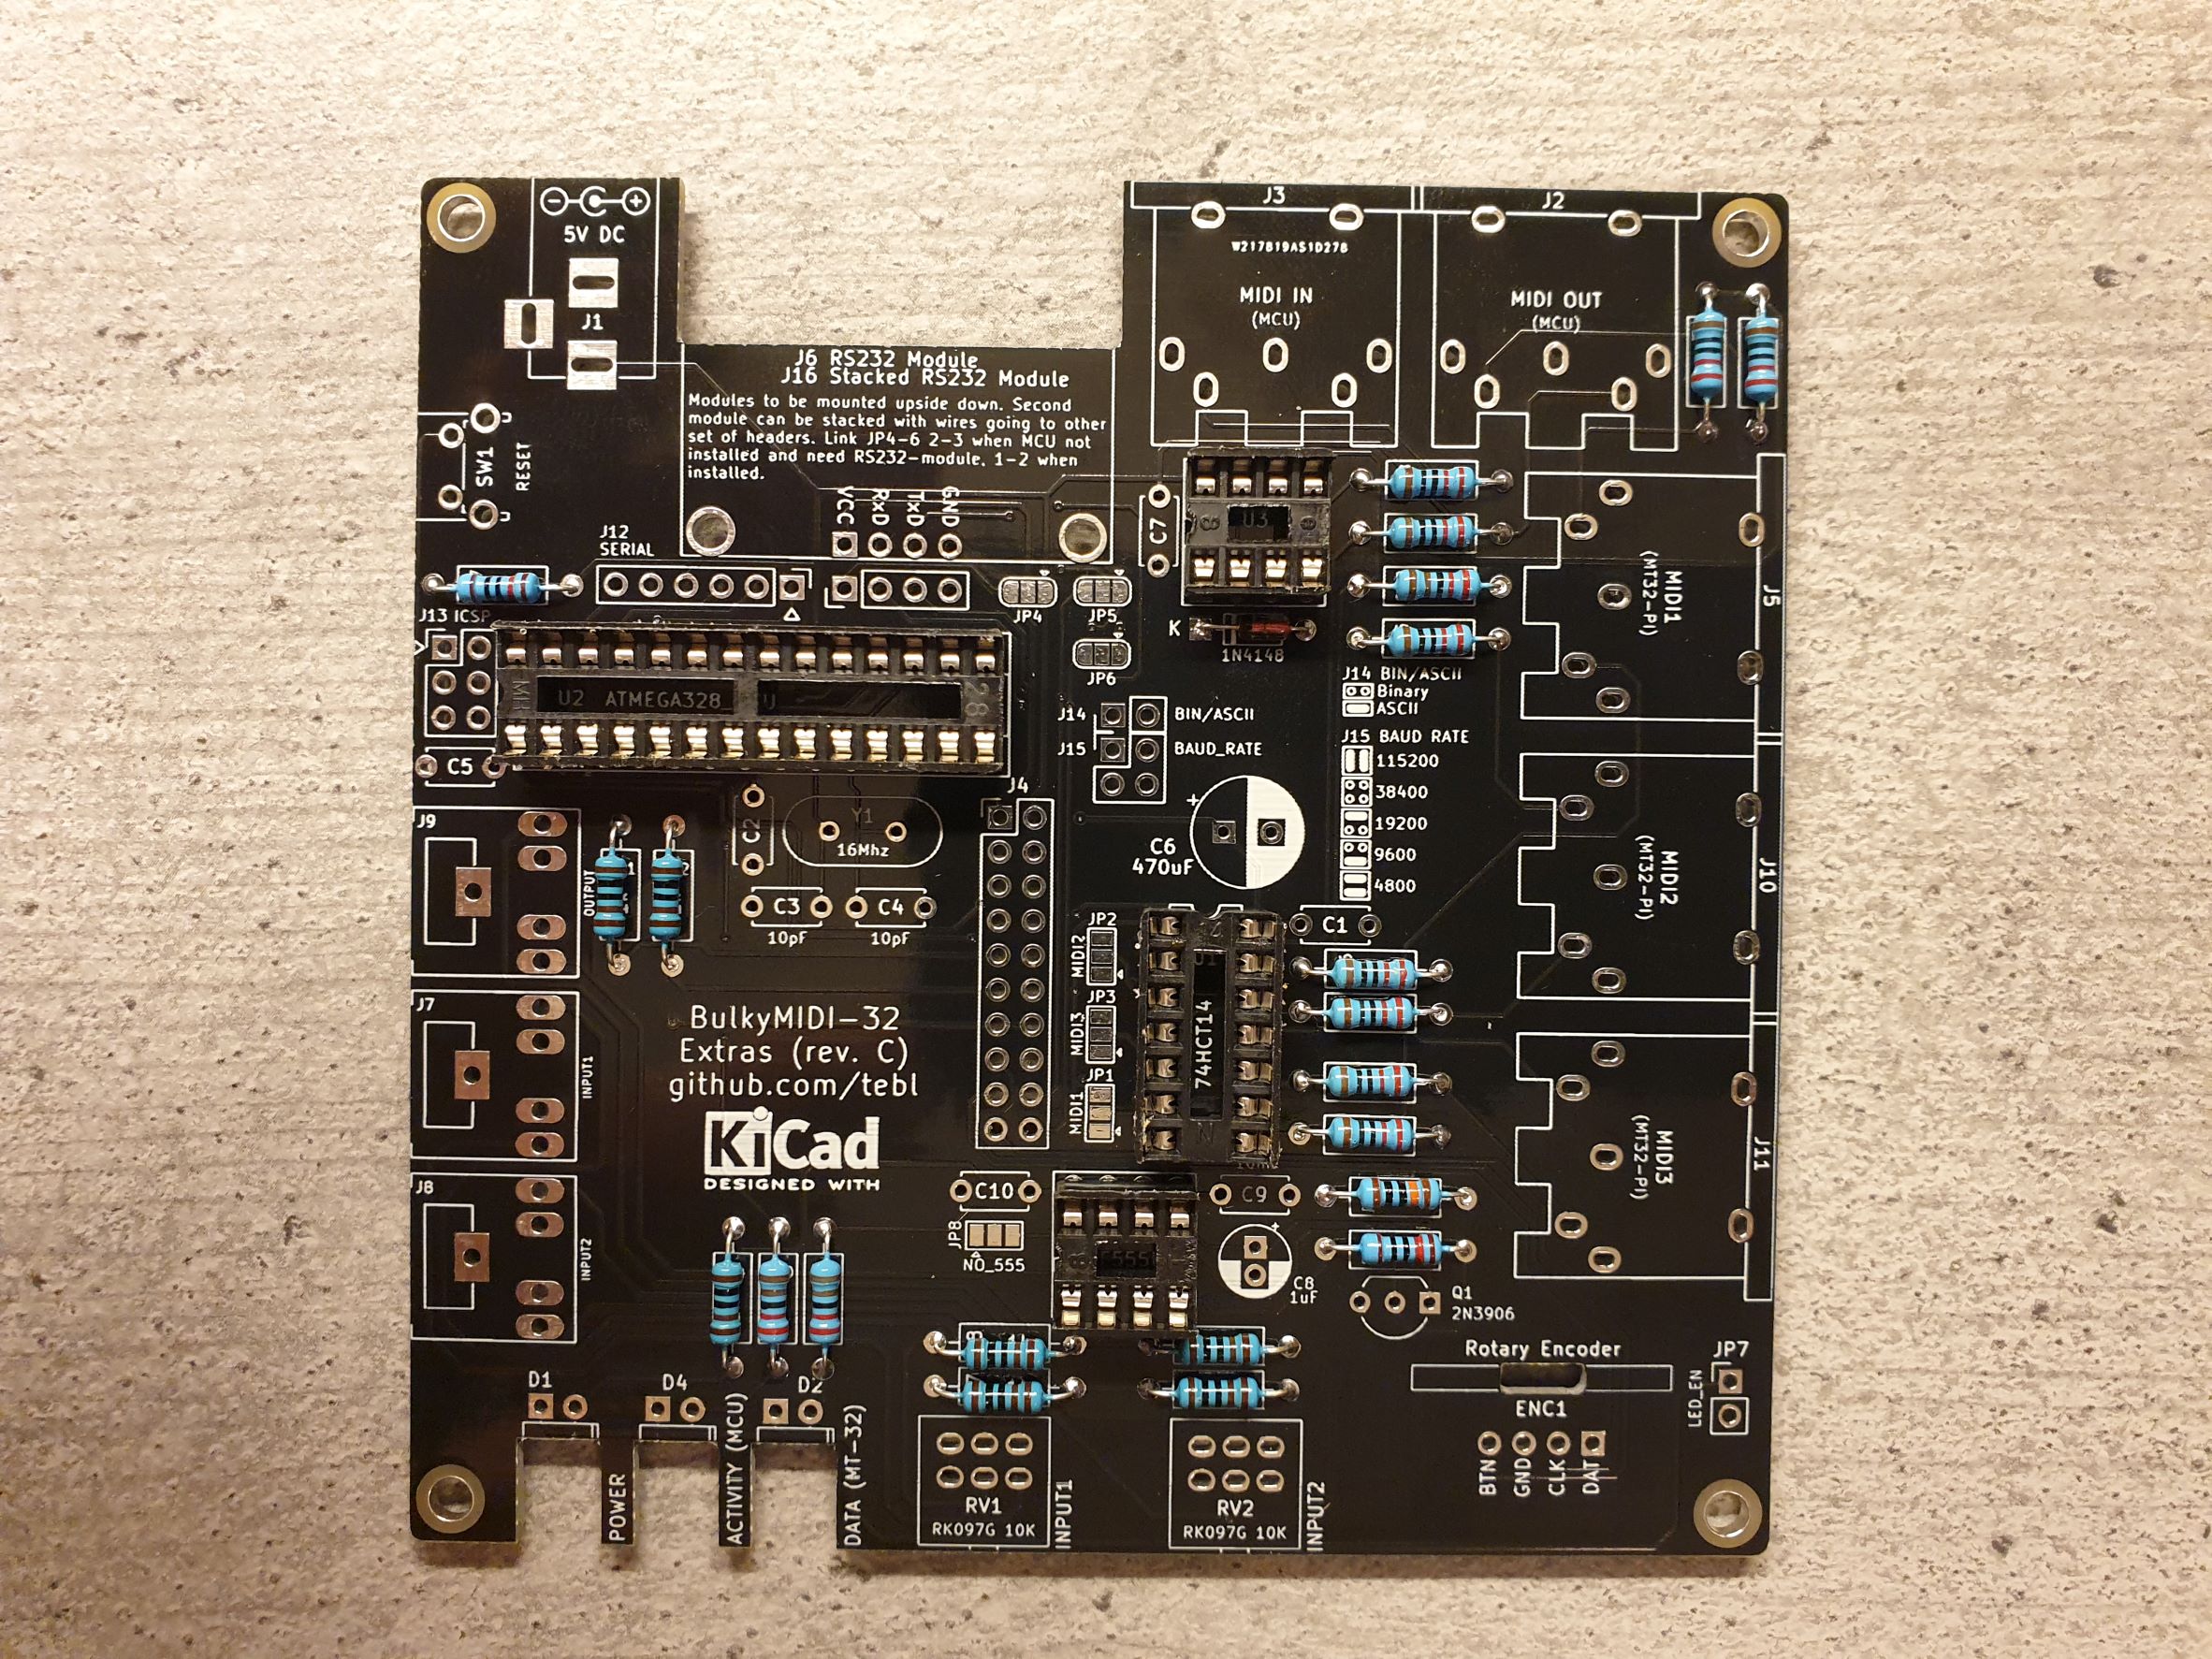 5V DC
J1
J3
W217819AS1D278
MIDI IN
(MCU)
J2
MIDI OUT
(MCU)
J6 RS232 Module
J16 Stacked RS232 Module
Modules to be mounted upside down. Second
module can be stacked with wires going to other
set of headers. Link JP4-6 2-3 when MCU not
installed and need RS232-module, 1-2 when
installed.
SW1
RESET
VCC
RxD
TxD
GND
J12
SERIAL
C7
U3
J13 ICSP
JP4
JP5
JP6
K
1N4148
MIDI1
(MT32-PI)
J5
U2 ATMEGA328
U
28
J14
BIN/ASCII
J15
BAUD_RATE
J14 BIN/ASCII
Binary
ASCII
J15 BAUD RATE
115200
38400
19200
9600
4800
C5
J4
J9
OUTPUT
C2
Y1
16Mhz
C3
10pF
C4
10pF
C6
470uF
MIDI2
(MT32-PI)
J10
JP2
MIDI2
JP3
MIDI3
JP1
MIDI1
U1
74HCT14
C1
J7
INPUT1
BulkyMIDI-32
Extras (rev. C)
github.com/tebl
KiCad
DESIGNED WITH
MIDI3
(MT32-PI)
J11
J8
INPUT2
C10
JP8
NO_555
C9
C8
1uF
Q1
2N3906
Rotary Encoder
ENC1
JP7
LED_EN
BTN
GND
CLK
DAT
D1
D4
D2
POWER
ACTIVITY (MCU)
DATA (MT-32)
RV1
RK097G 10K
INPUT1
RV2
RK097G 10K
INPUT2